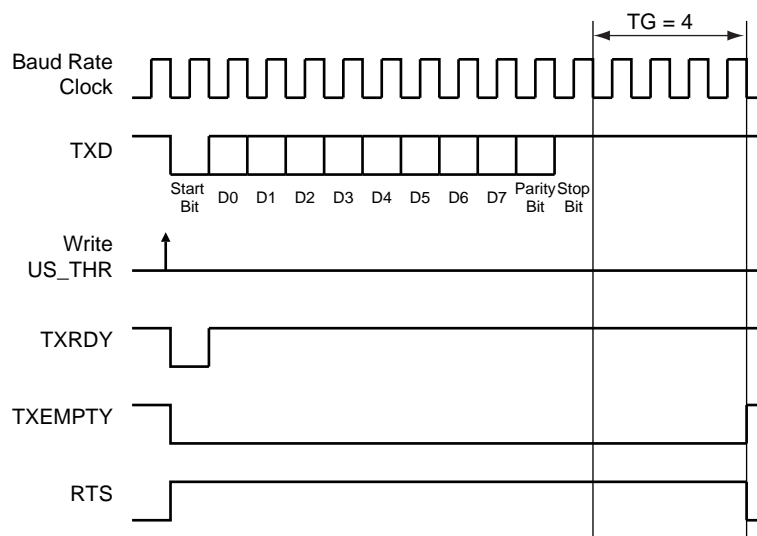 TG = 4
Baud Rate
Clock
TXD
Start
Bit
D0
D1
D2
D3
D4
D5
D6
D7
Parity
Bit
Stop
Bit
Write
US_THR
TXRDY
TXEMPTY
RTS